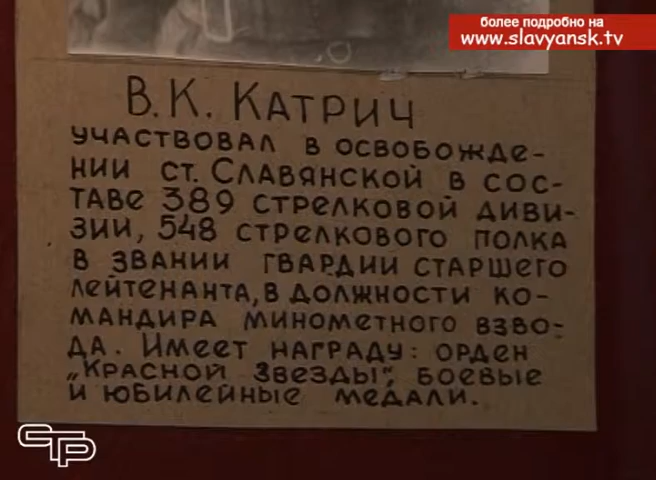 более подробно на
www.slavyansk.tv
В.К. Катрич
участвовал в освобожде-
нии ст. Славянской в сос-
таве 389 стрелковой диви-
зии, 548 стрелкового полка
в звании гвардии старшего
лейтенанта, в должности ко-
мандира минометного взво-
да. Имеет награду: орден
„Красной Звезды", боевые
и юбилейные медали.
СТР